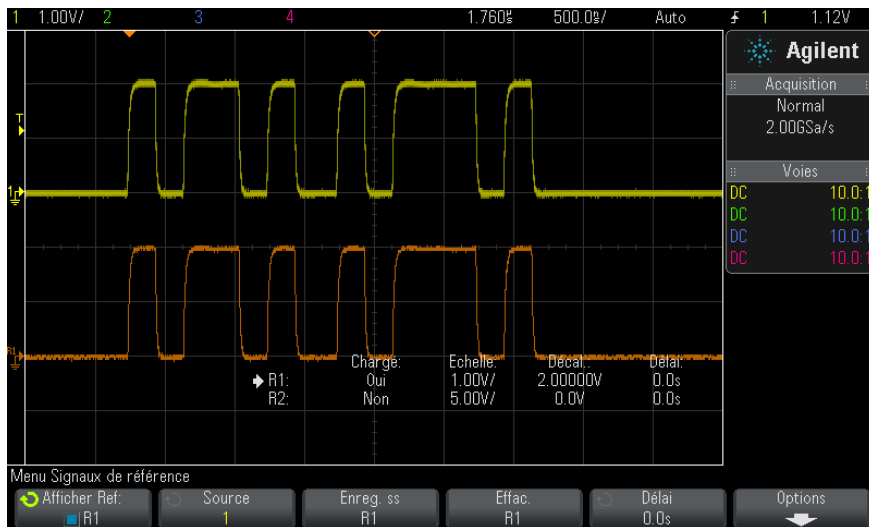 1 1.00V/ 2 3 4 1.760s 500.0s/ Auto 1 1.12V
Agilent
Acquisition
Normal
2.00GSa/s
Voies
DC 10.0:1
DC 10.0:1
DC 10.0:1
DC 10.0:1
T
1
R1
Chargé: Echelle: Décal.: Délai:
R1: Oui 1.00V/ 2.00000V 0.0s
R2: Non 5.00V/ 0.0V 0.0s
Menu Signaux de référence
Afficher Ref: Source Enreg. ss Effac. Délai Options
R1 1 R1 R1 0.0s